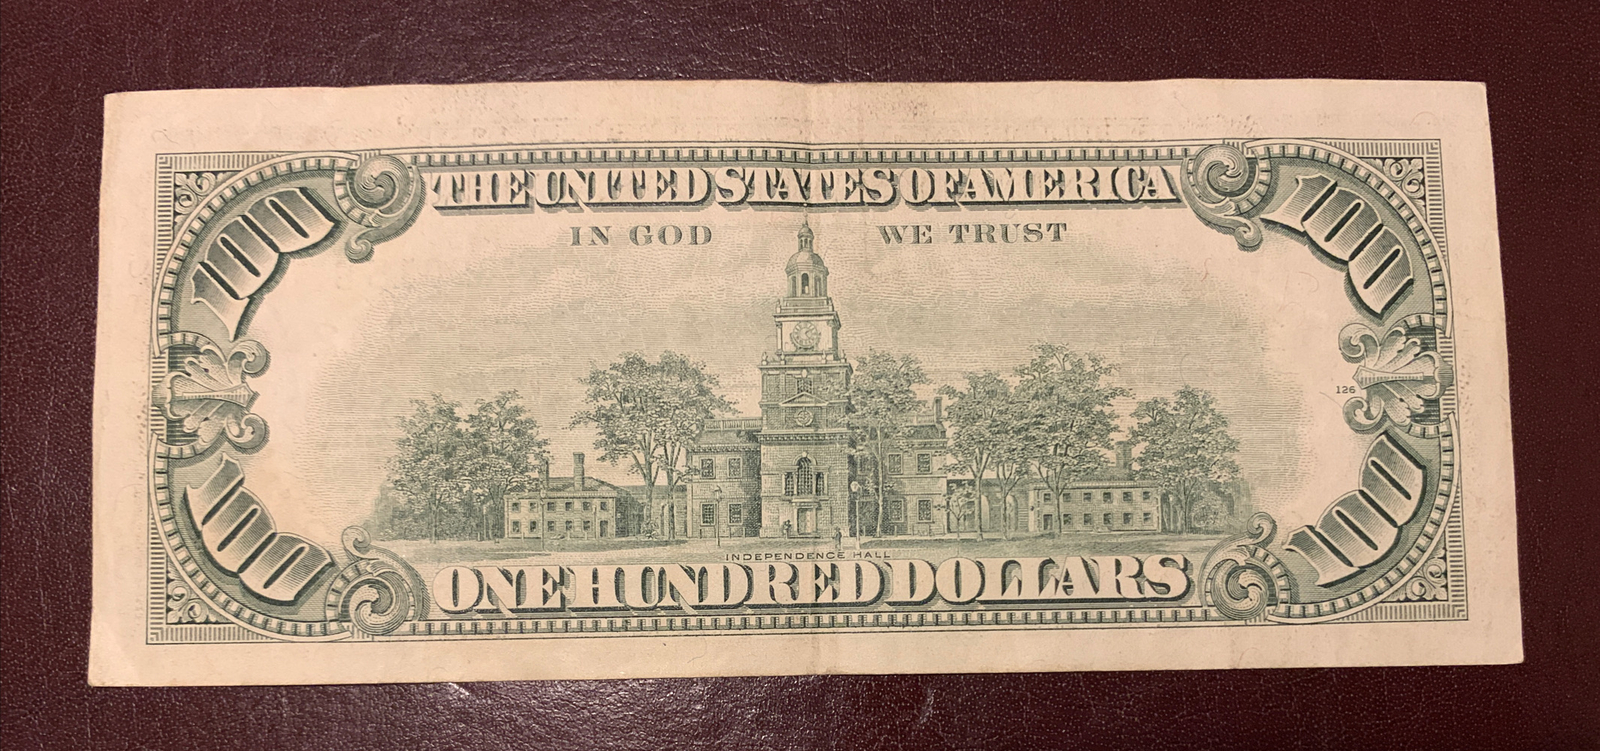 THE UNITED STATES OF AMERICA
100
100
IN GOD WE TRUST
126
INDEPENDENCE HALL
100
100
ONE HUNDRED DOLLARS